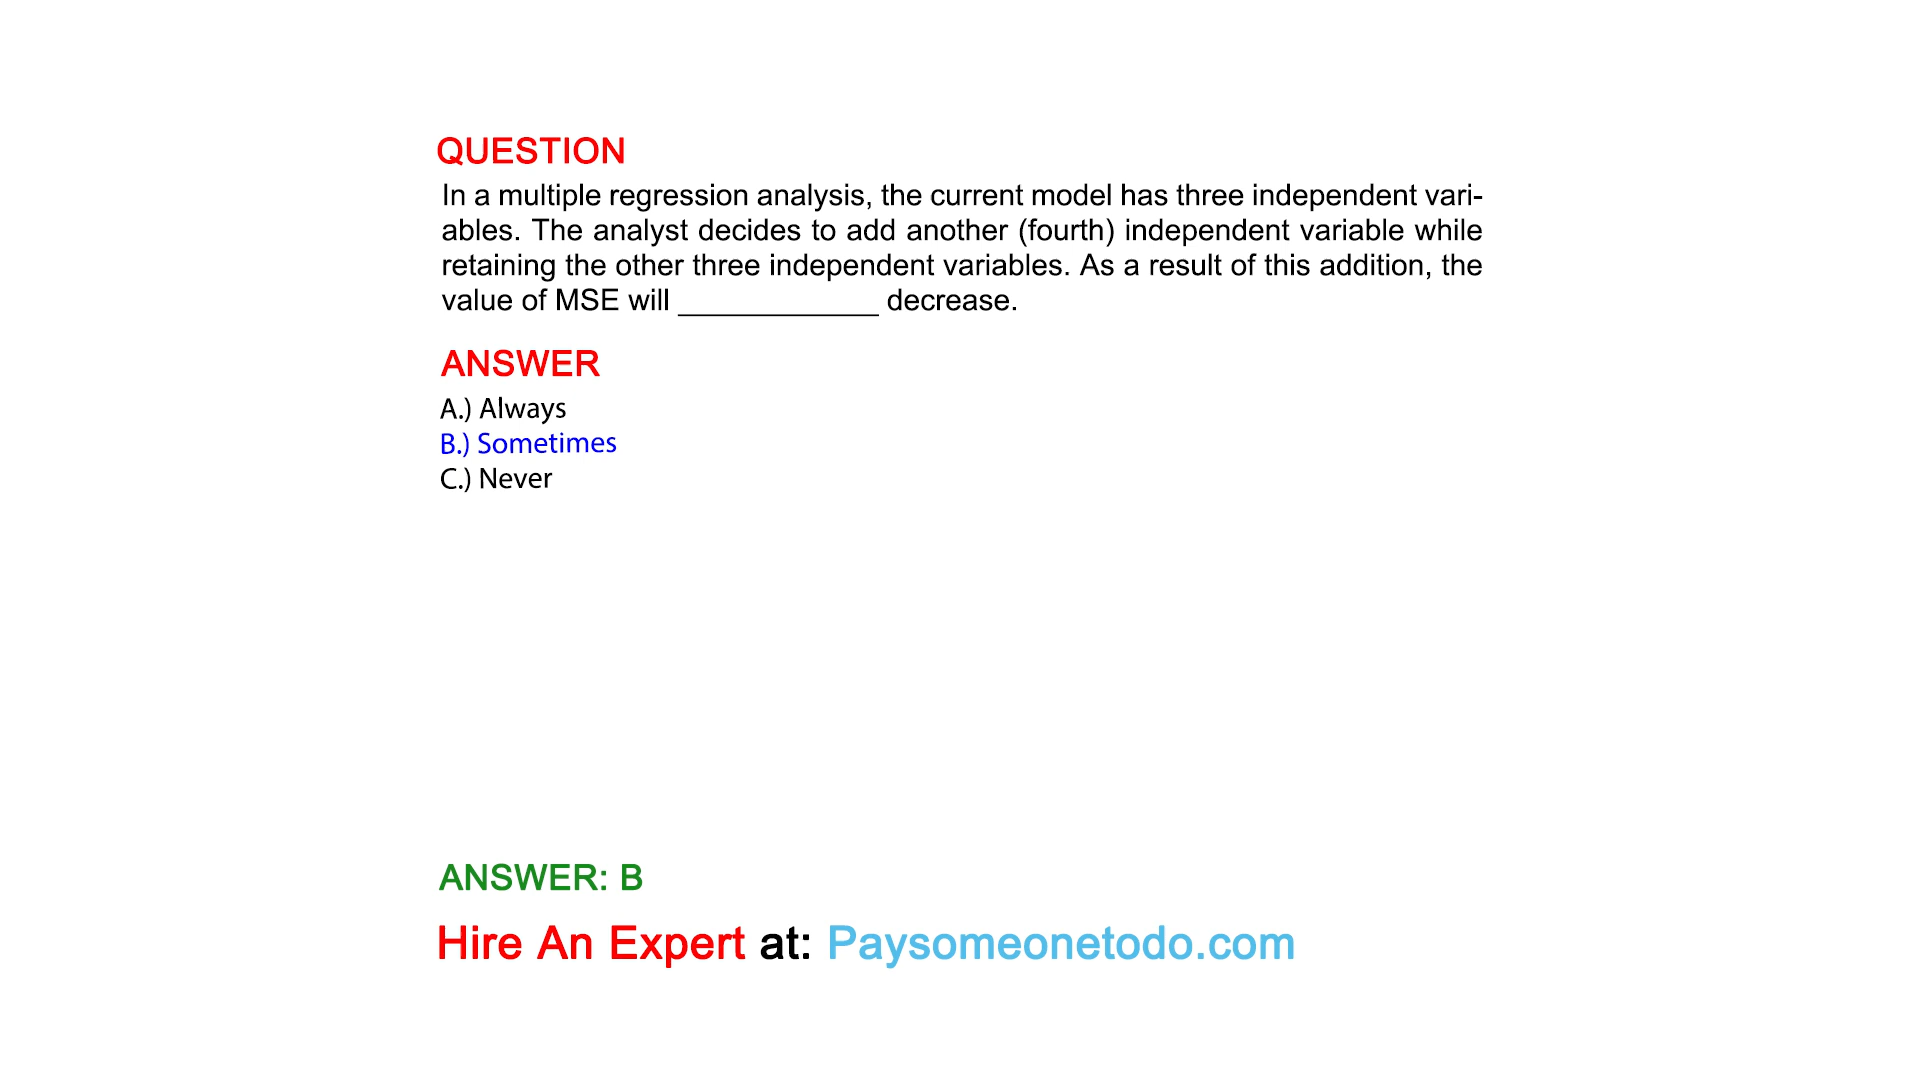 QUESTION
In a multiple regression analysis, the current model has three independent vari-
ables. The analyst decides to add another (fourth) independent variable while
retaining the other three independent variables. As a result of this addition, the
value of MSE will ____________ decrease.
ANSWER
A.) Always
B.) Sometimes
C.) Never
ANSWER: B
Hire An Expert at: Paysomeonetodo.com